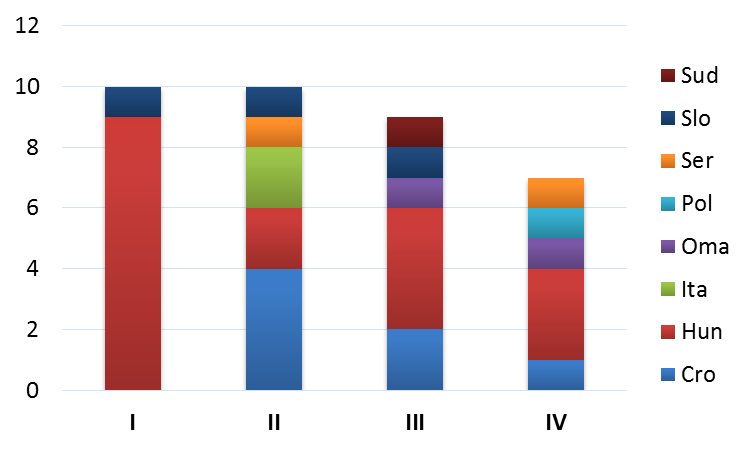 12
10
8
6
4
2
0
I II III IV
Sud
Slo
Ser
Pol
Oma
Ita
Hun
Cro